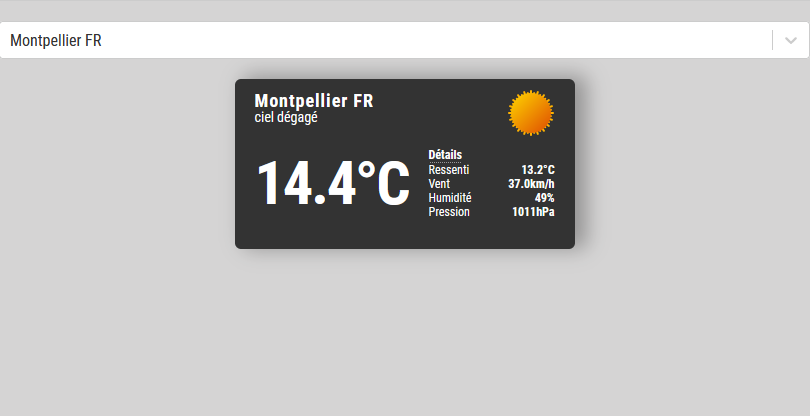 Montpellier FR
Montpellier FR
ciel dégagé
14.4°C
Détails
Ressenti 13.2°C
Vent 37.0km/h
Humidité 49%
Pression 1011hPa